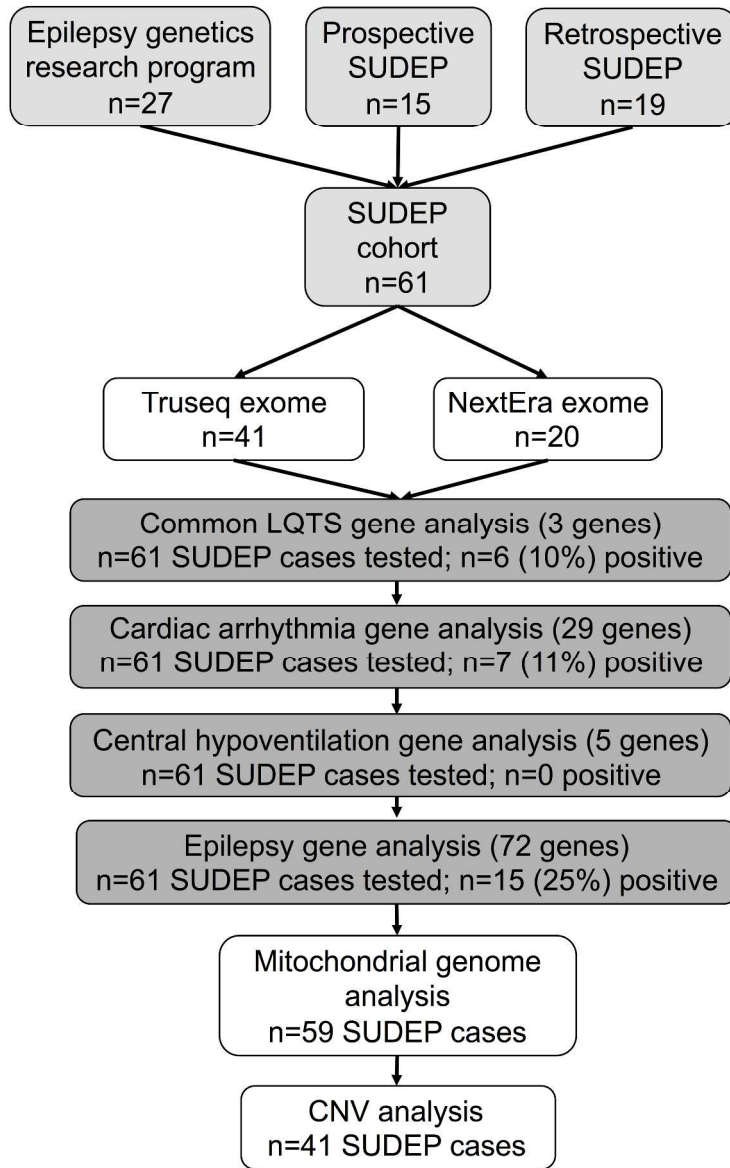 Epilepsy genetics
research program
n=27
Prospective
SUDEP
n=15
Retrospective
SUDEP
n=19
SUDEP
cohort
n=61
Truseq exome
n=41
NextEra exome
n=20
Common LQTS gene analysis (3 genes)
n=61 SUDEP cases tested; n=6 (10%) positive
Cardiac arrhythmia gene analysis (29 genes)
n=61 SUDEP cases tested; n=7 (11%) positive
Central hypoventilation gene analysis (5 genes)
n=61 SUDEP cases tested; n=0 positive
Epilepsy gene analysis (72 genes)
n=61 SUDEP cases tested; n=15 (25%) positive
Mitochondrial genome
analysis
n=59 SUDEP cases
CNV analysis
n=41 SUDEP cases